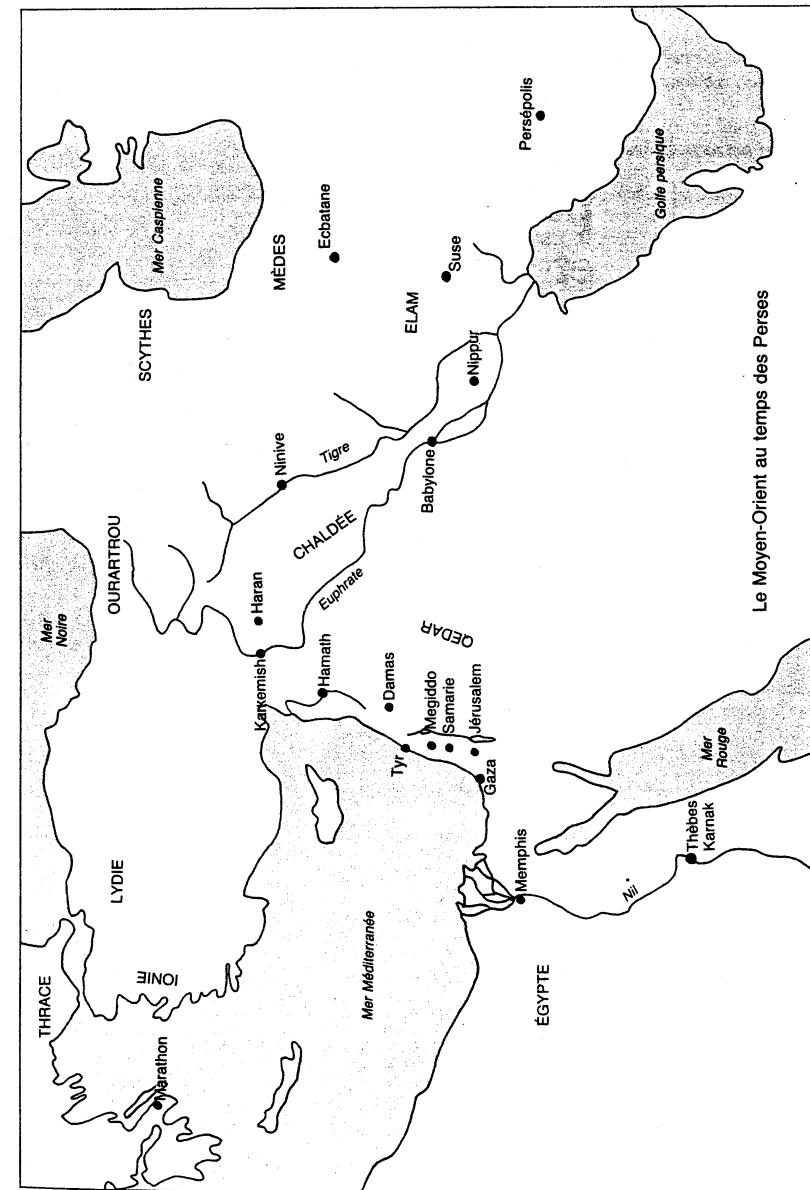 THRACE
Mer
Noire
OURARTROU
SCYTHES
Mer Caspienne
LYDIE
IONIE
Marathon
Karkemish
Haran
Ninive
Tigre
MÈDES
Ecbatane
CHALDÉE
Euphrate
Hamath
Damas
QEDAR
Tyr
Megiddo
Samarie
Jérusalem
Gaza
Babylone
Nippur
ELAM
Suse
Persépolis
Golfe persique
Mer Méditerranée
Memphis
ÉGYPTE
Nil
Thèbes
Karnak
Mer
Rouge
Le Moyen-Orient au temps des Perses